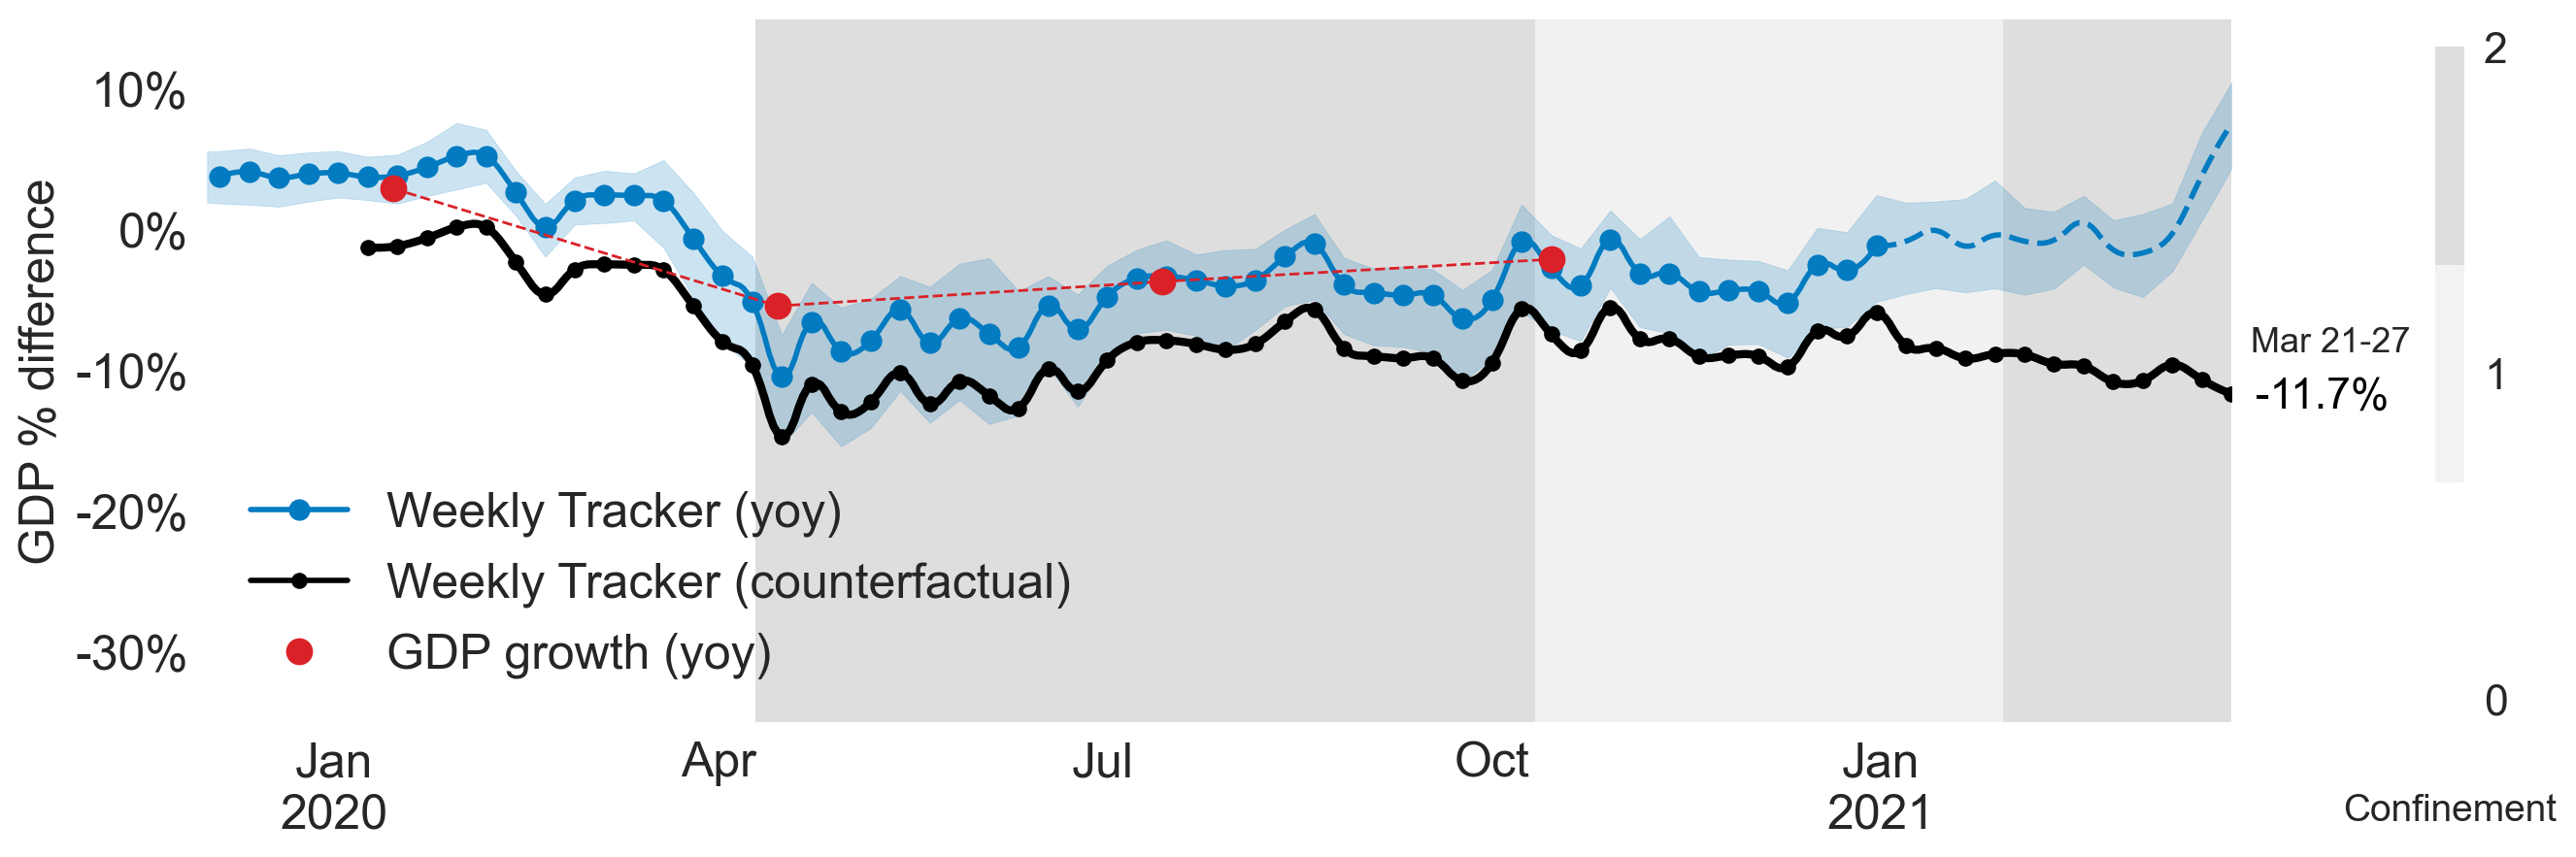 GDP % difference
10%
0%
-10%
-20%
-30%
Weekly Tracker (yoy)
Weekly Tracker (counterfactual)
GDP growth (yoy)
Jan
2020
Apr
Jul
Oct
Jan
2021
Mar 21-27
-11.7%
2
1
0
Confinement